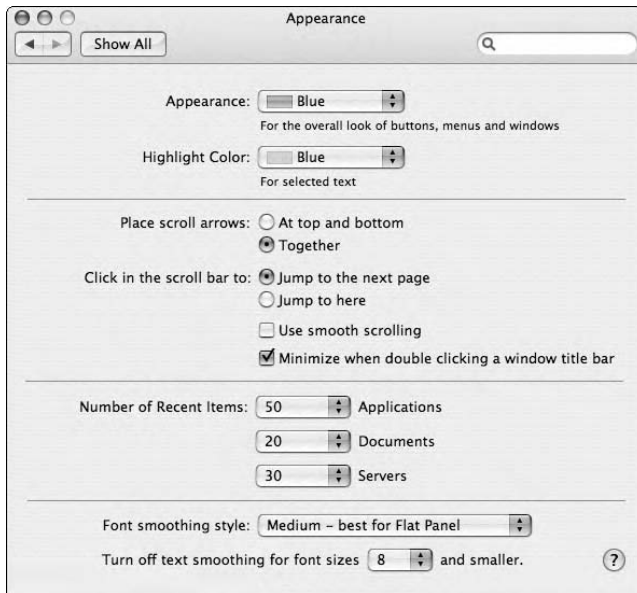 Appearance
Show All
Appearance: Blue
For the overall look of buttons, menus and windows
Highlight Color: Blue
For selected text
Place scroll arrows: At top and bottom
Together
Click in the scroll bar to: Jump to the next page
Jump to here
Use smooth scrolling
Minimize when double clicking a window title bar
Number of Recent Items: 50 Applications
20 Documents
30 Servers
Font smoothing style: Medium – best for Flat Panel
Turn off text smoothing for font sizes 8 and smaller. ?